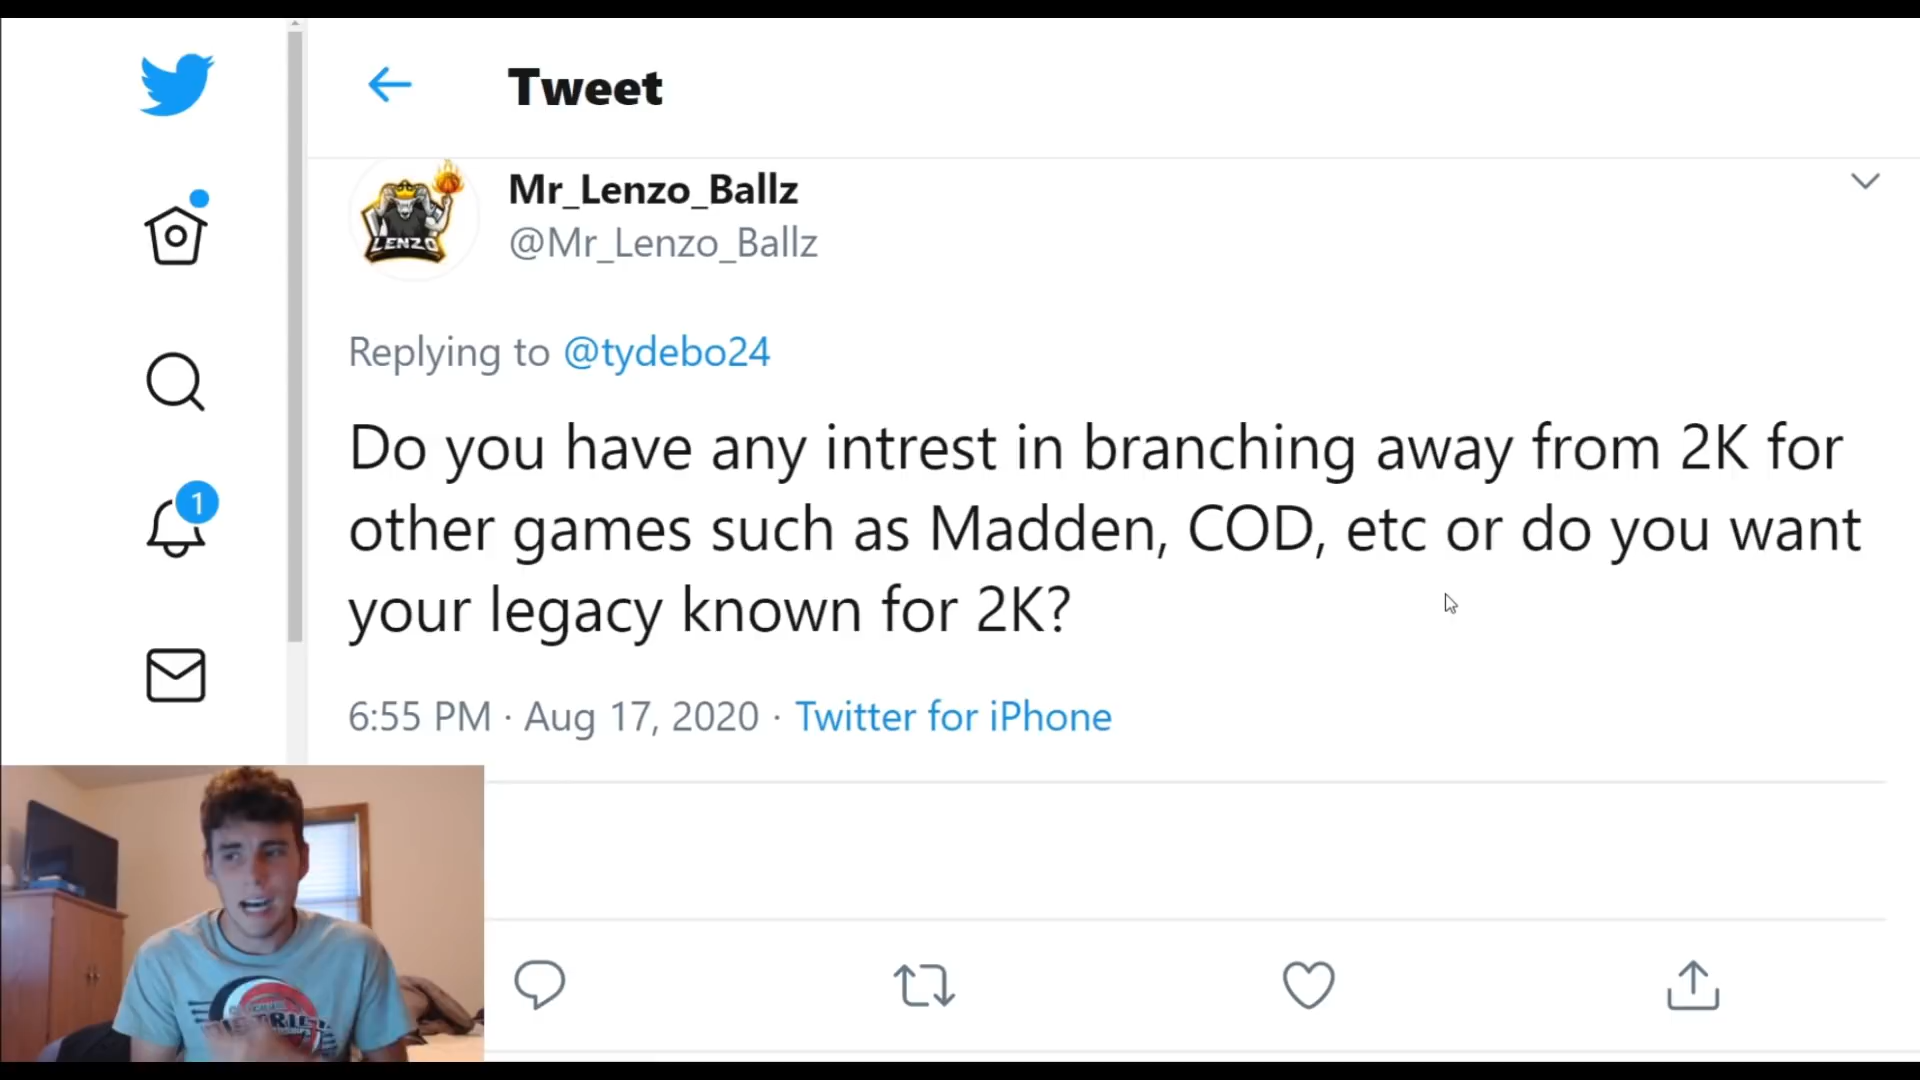 Tweet
LENZO
Mr_Lenzo_Ballz
@Mr_Lenzo_Ballz
Replying to @tydebo24
Do you have any intrest in branching away from 2K for
other games such as Madden, COD, etc or do you want
your legacy known for 2K?
1
6:55 PM · Aug 17, 2020 · Twitter for iPhone